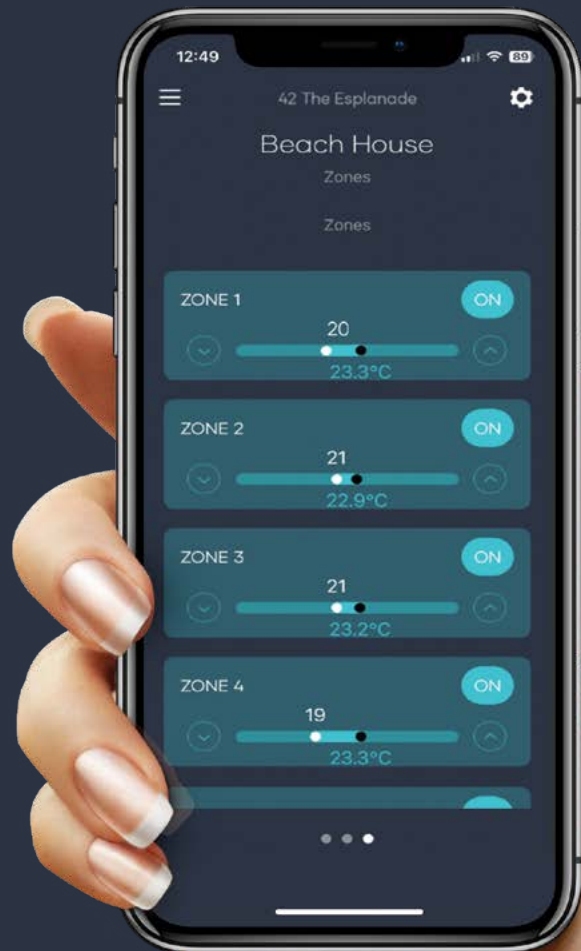 12:49
89
42 The Esplanade
Beach House
Zones
Zones
ZONE 1
ON
20
23.3°C
ZONE 2
ON
21
22.9°C
ZONE 3
ON
21
23.2°C
ZONE 4
ON
19
23.3°C